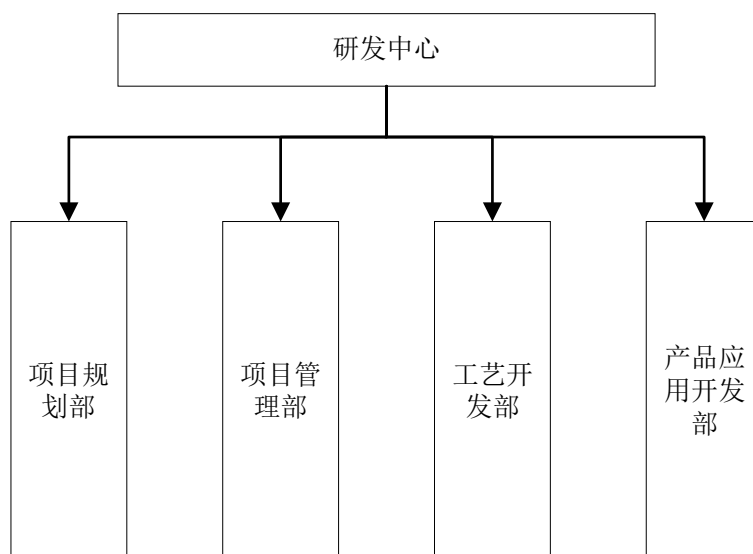 研发中心
项目规
划部
项目管
理部
工艺开
发部
产品应
用开发
部